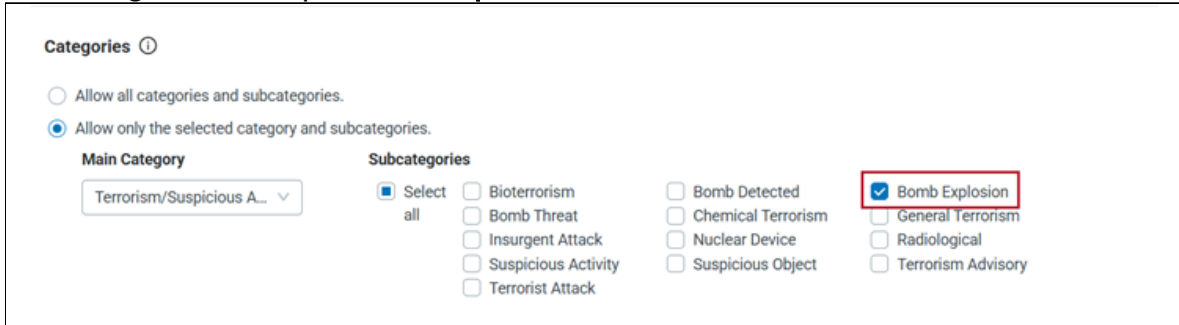 Categories
Allow all categories and subcategories.
Allow only the selected category and subcategories.
Main Category
Subcategories
Terrorism/Suspicious A...
Select all
Bioterrorism
Bomb Detected
Bomb Explosion
Bomb Threat
Chemical Terrorism
General Terrorism
Insurgent Attack
Nuclear Device
Radiological
Suspicious Activity
Suspicious Object
Terrorism Advisory
Terrorist Attack